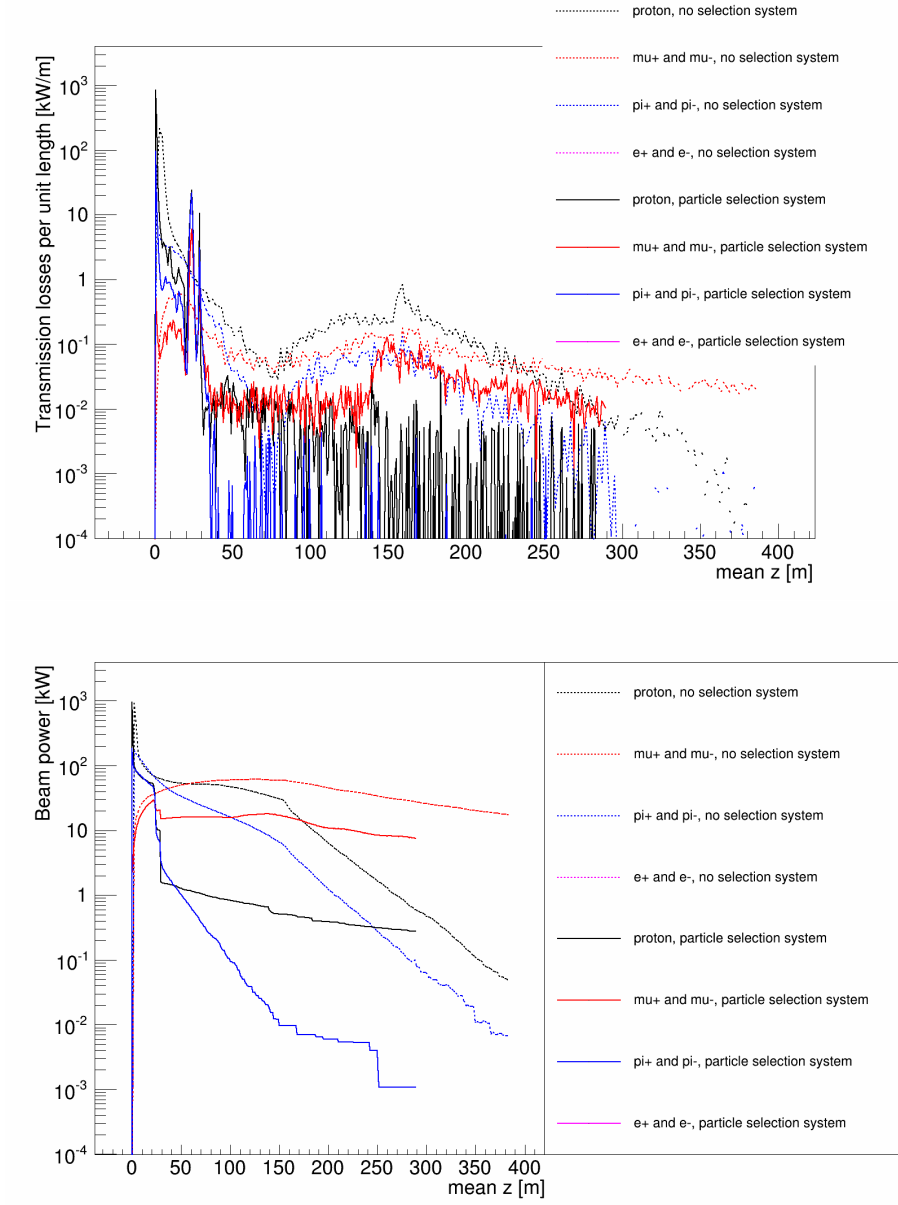 proton, no selection system
mu+ and mu-, no selection system
pi+ and pi-, no selection system
e+ and e-, no selection system
proton, particle selection system
mu+ and mu-, particle selection system
pi+ and pi-, particle selection system
e+ and e-, particle selection system
Transmission losses per unit length [kW/m]
10³
10²
10
1
10⁻¹
10⁻²
10⁻³
10⁻⁴
0 50 100 150 200 250 300 350 400
mean z [m]
Beam power [kW]
10³
10²
10
1
10⁻¹
10⁻²
10⁻³
10⁻⁴
0 50 100 150 200 250 300 350 400
mean z [m]
proton, no selection system
mu+ and mu-, no selection system
pi+ and pi-, no selection system
e+ and e-, no selection system
proton, particle selection system
mu+ and mu-, particle selection system
pi+ and pi-, particle selection system
e+ and e-, particle selection system